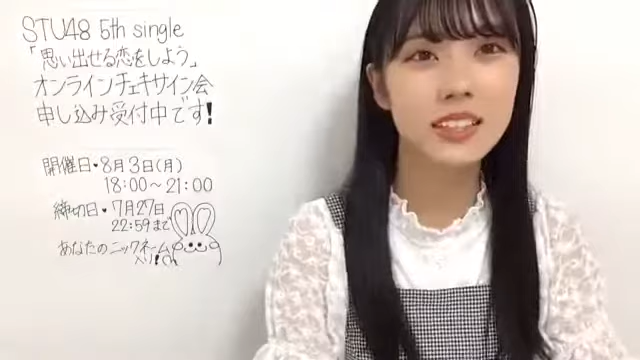 STU48 5th single
「思い出せる恋をしよう」
オンラインチェキサイン会
申し込み受付中です!
開催日・8月3日(月)
18:00〜21:00
締切日・7月27日
22:59まで
あなたのニックネーム
入り!